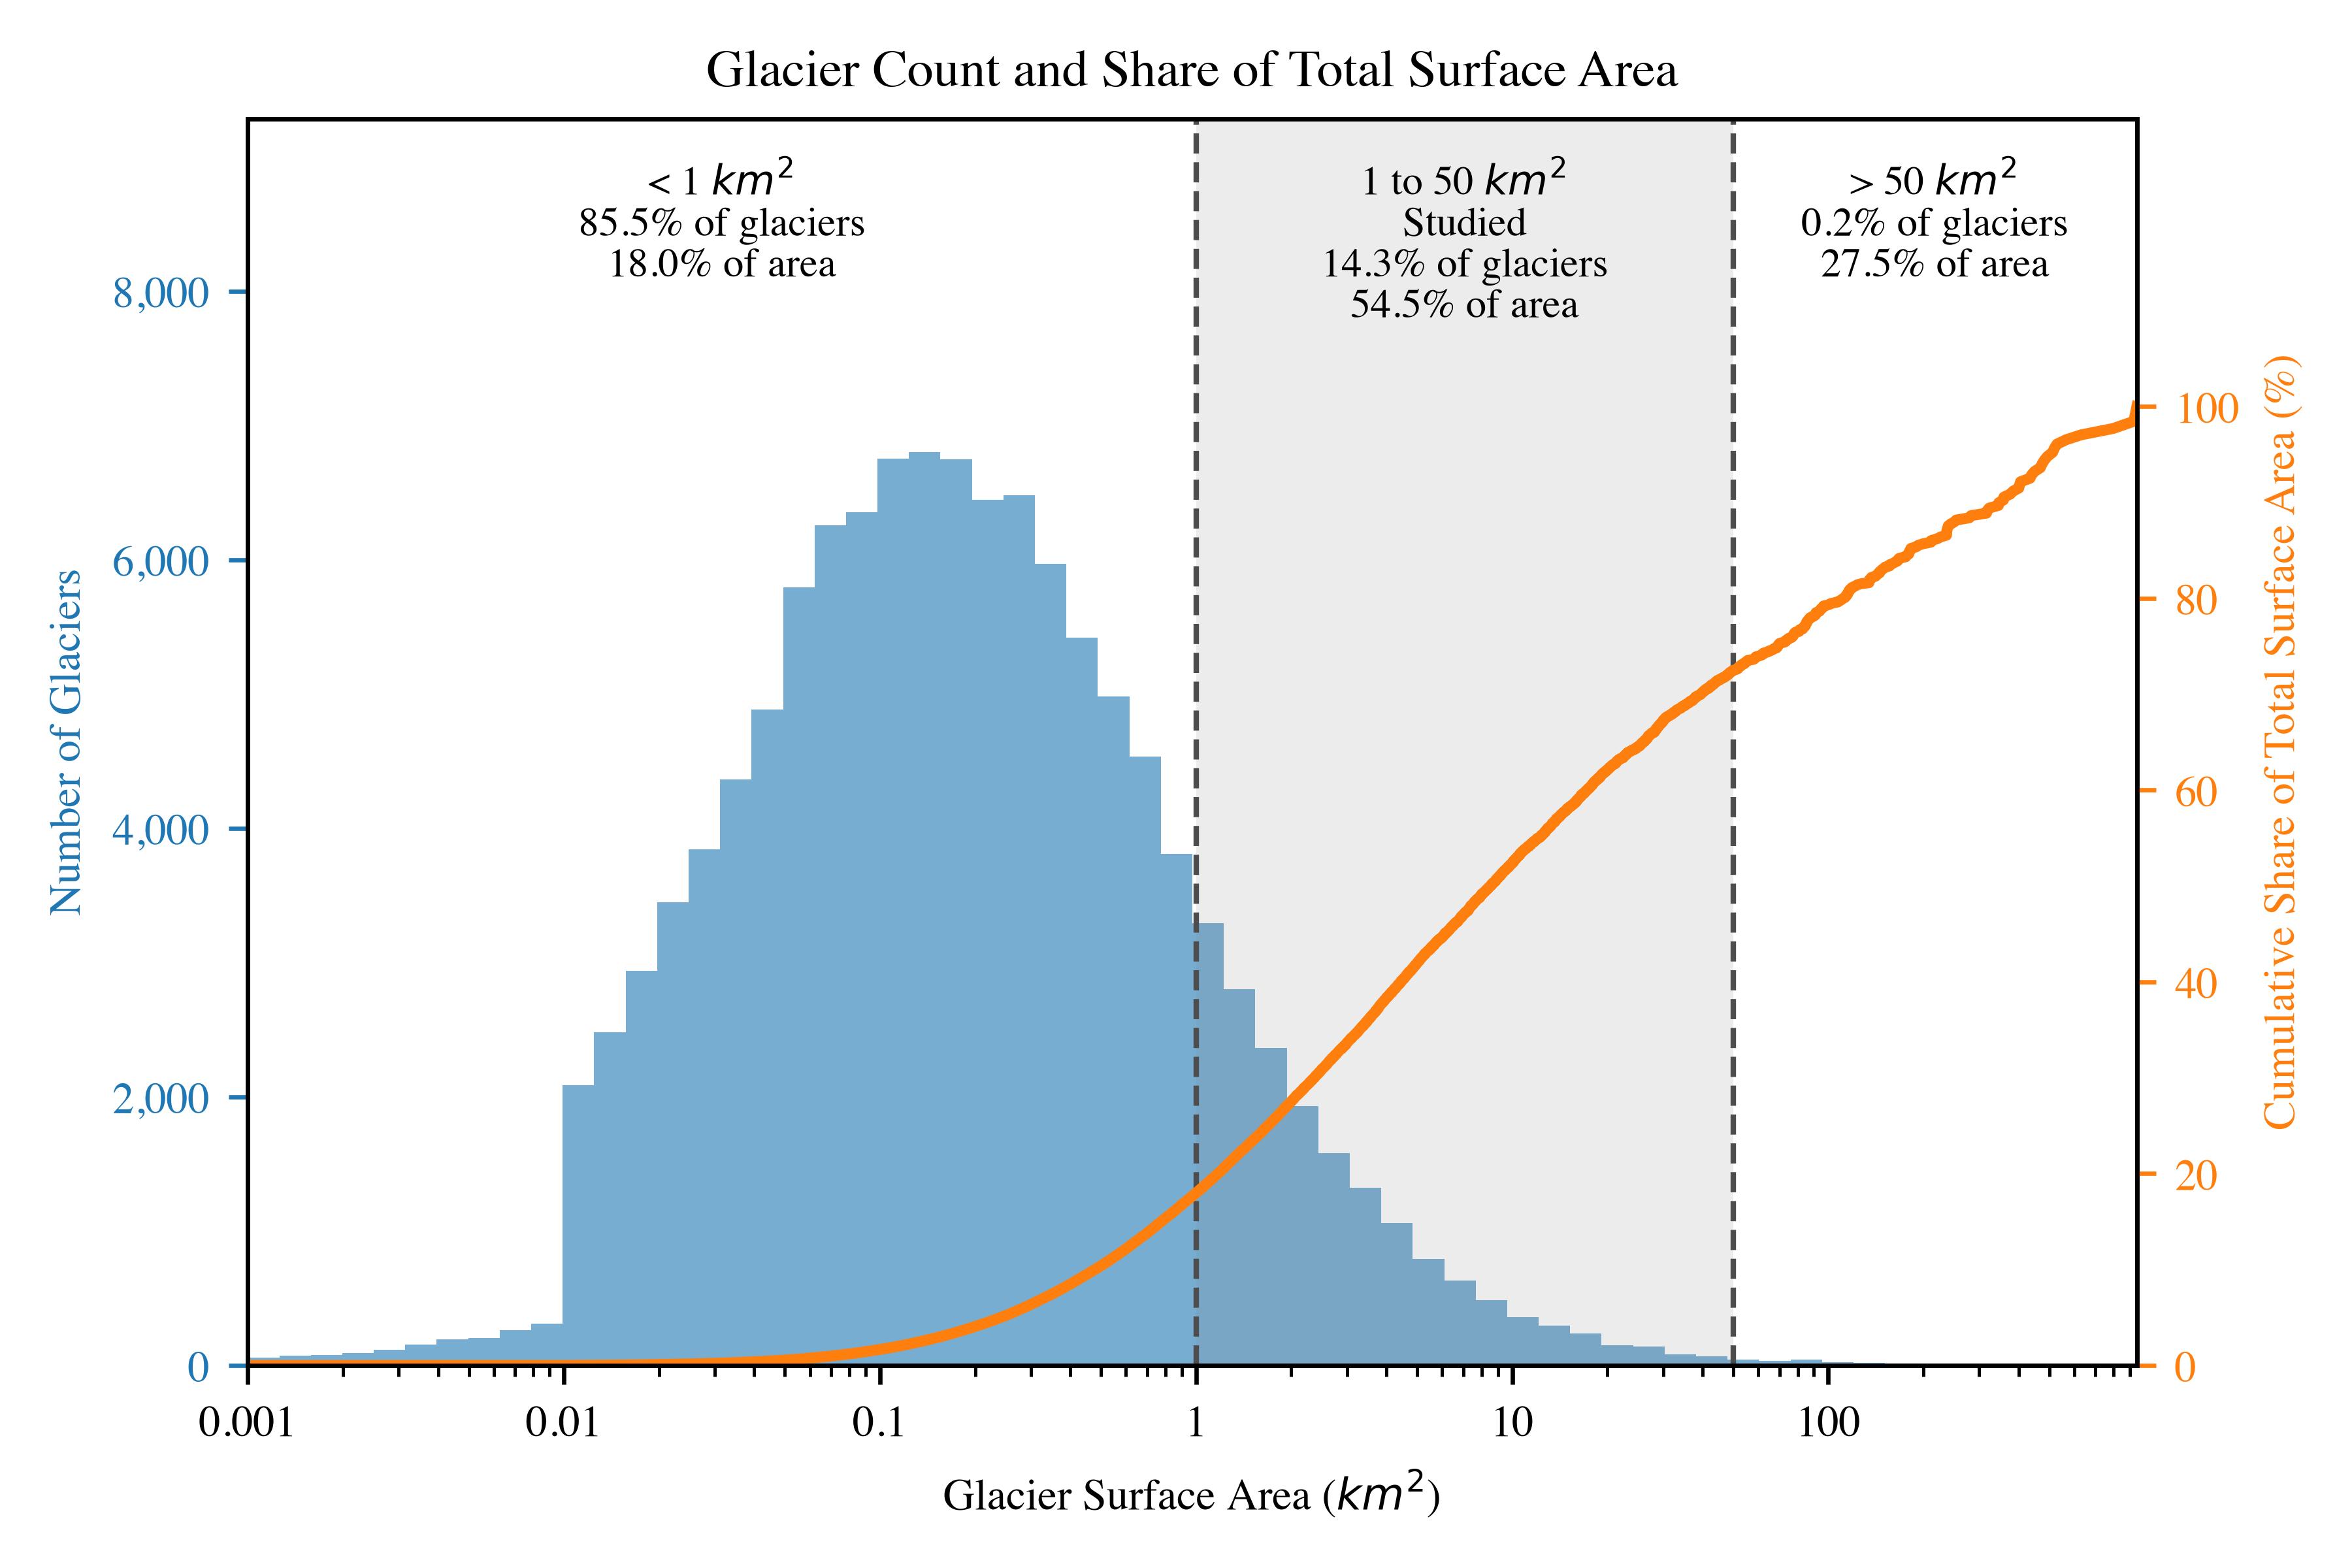 Glacier Count and Share of Total Surface Area
< 1 km²
85.5% of glaciers
18.0% of area
1 to 50 km²
Studied
14.3% of glaciers
54.5% of area
> 50 km²
0.2% of glaciers
27.5% of area
Number of Glaciers
8,000
6,000
4,000
2,000
0
Cumulative Share of Total Surface Area (%)
100
80
60
40
20
0
0.001
0.01
0.1
1
10
100
Glacier Surface Area (km²)